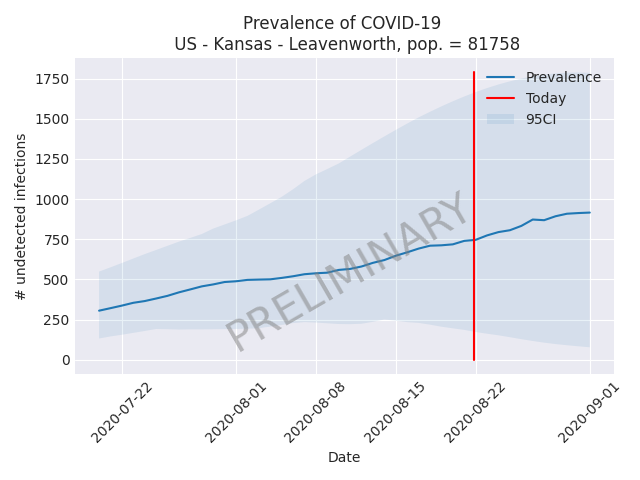 Prevalence of COVID-19
US - Kansas - Leavenworth, pop. = 81758
Prevalence
Today
95CI
# undetected infections
1750
1500
1250
1000
750
500
250
0
PRELIMINARY
2020-07-22
2020-08-01
2020-08-08
2020-08-15
2020-08-22
2020-09-01
Date